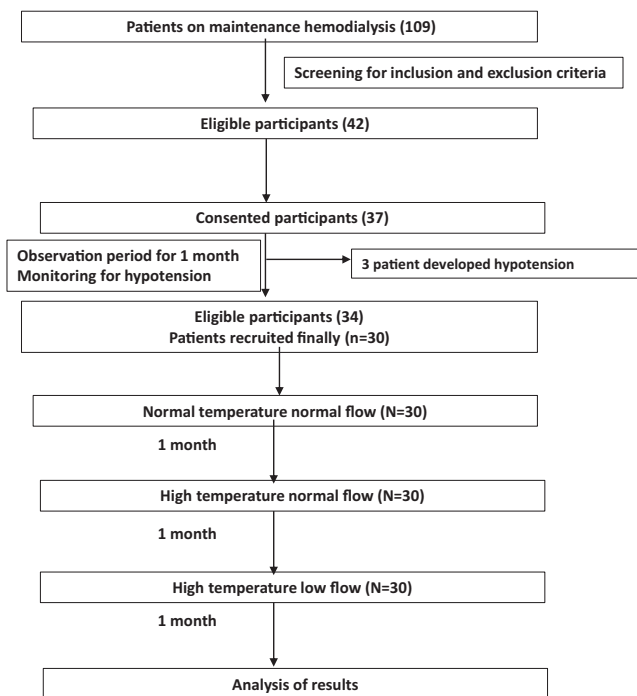 Patients on maintenance hemodialysis (109)
Screening for inclusion and exclusion criteria
Eligible participants (42)
Consented participants (37)
Observation period for 1 month
Monitoring for hypotension
3 patient developed hypotension
Eligible participants (34)
Patients recruited finally (n=30)
Normal temperature normal flow (N=30)
1 month
High temperature normal flow (N=30)
1 month
High temperature low flow (N=30)
1 month
Analysis of results